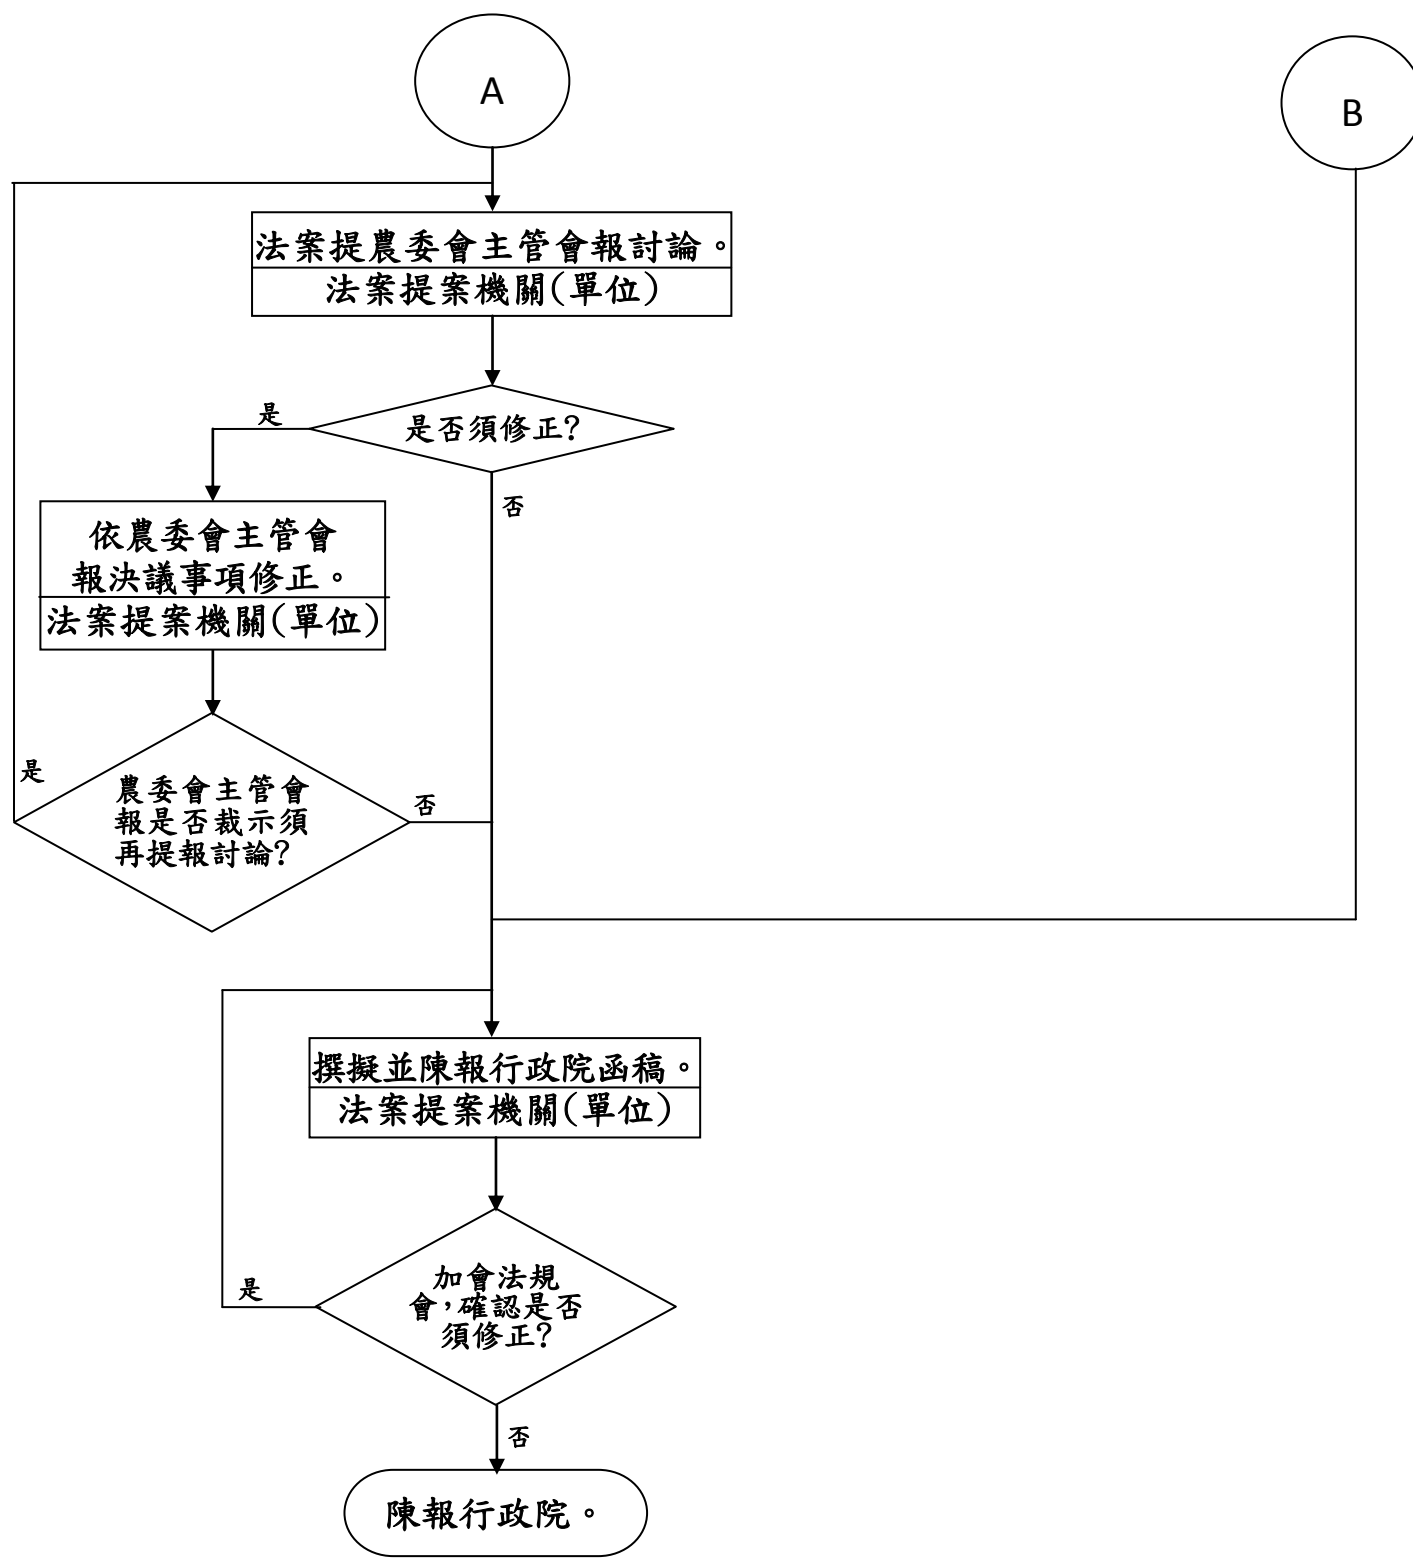 A
B
法案提農委會主管會報討論。
法案提案機關(單位)
是
是否須修正?
否
依農委會主管會
報決議事項修正。
法案提案機關(單位)
是
農委會主管會
報是否裁示須
再提報討論?
否
撰擬並陳報行政院函稿。
法案提案機關(單位)
是
加會法規
會,確認是否
須修正?
否
陳報行政院。